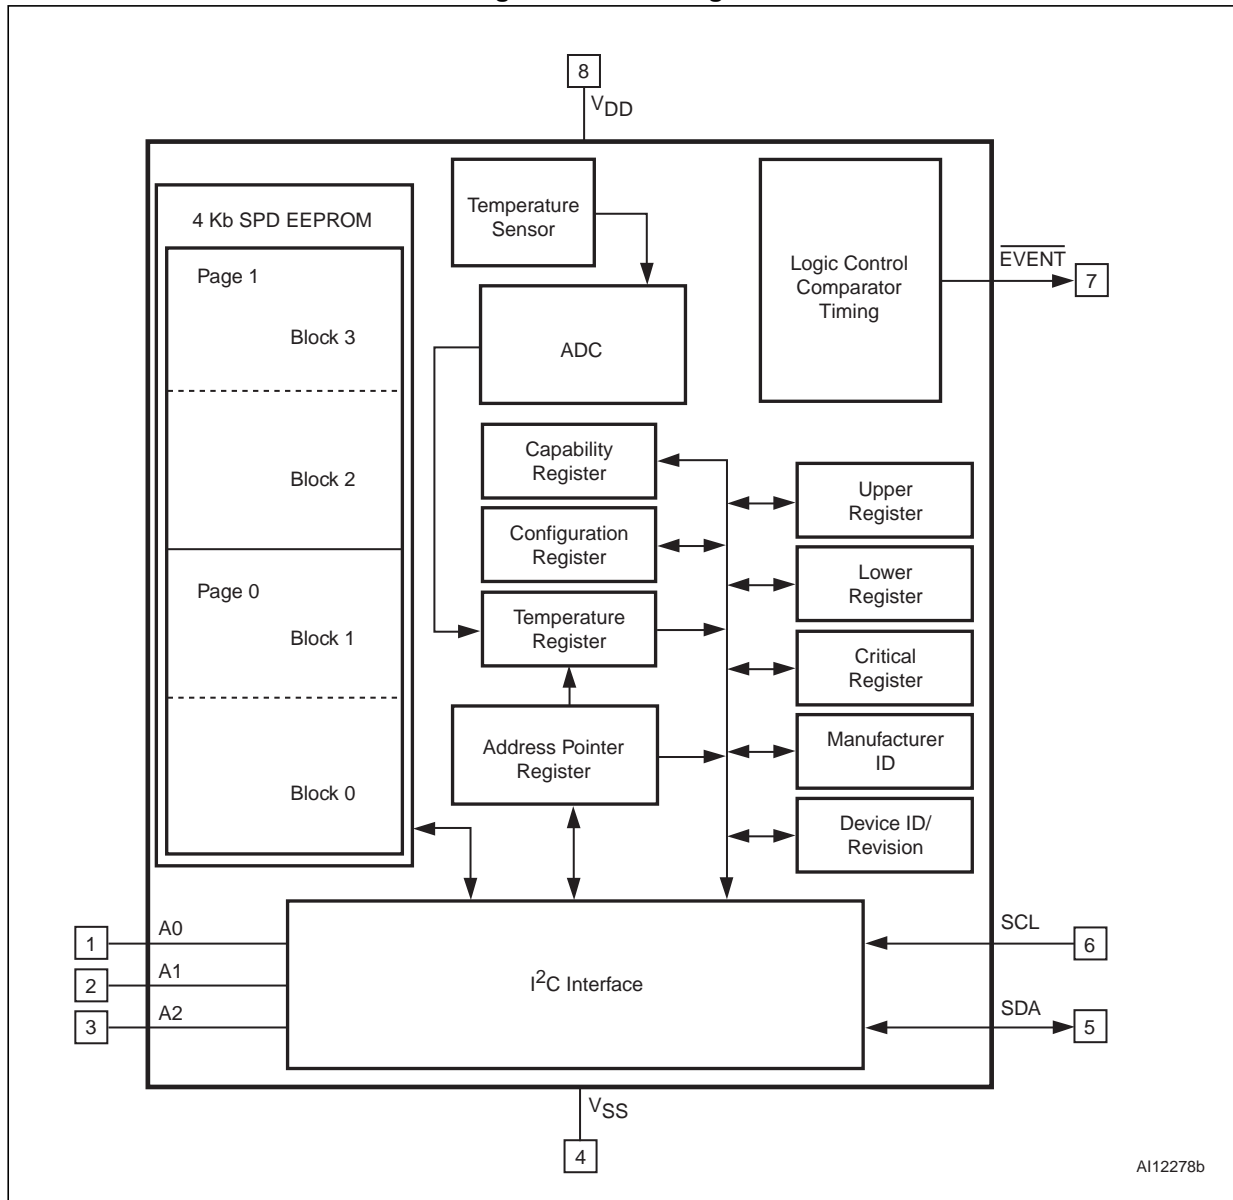 8
VDD
4 Kb SPD EEPROM
Page 1
Block 3
Block 2
Page 0
Block 1
Block 0
Temperature
Sensor
ADC
Logic Control
Comparator
Timing
EVENT
7
Capability
Register
Configuration
Register
Temperature
Register
Address Pointer
Register
Upper
Register
Lower
Register
Critical
Register
Manufacturer
ID
Device ID/
Revision
1
A0
2
A1
3
A2
I2C Interface
SCL
6
SDA
5
VSS
4
AI12278b